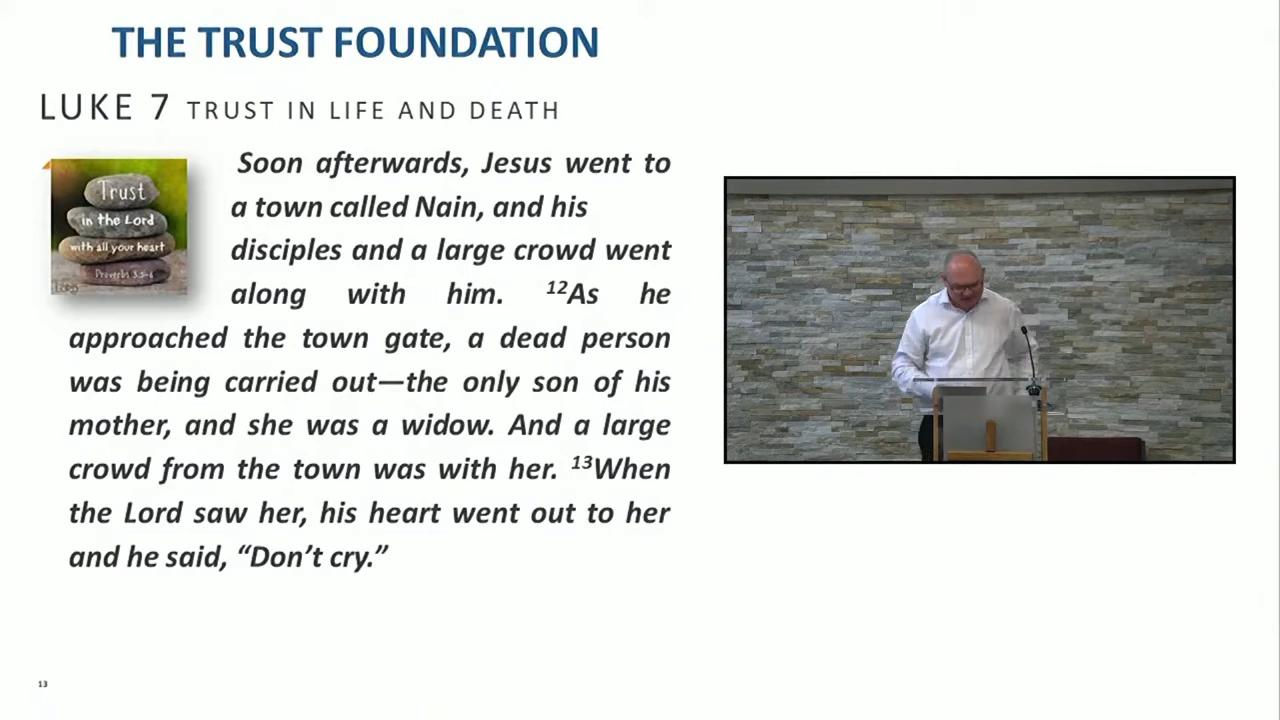 THE TRUST FOUNDATION
LUKE 7 TRUST IN LIFE AND DEATH
Trust
in the Lord
with all your heart
Proverbs 3:5-6
Soon afterwards, Jesus went to
a town called Nain, and his
disciples and a large crowd went
along with him. ¹²As he
approached the town gate, a dead person
was being carried out—the only son of his
mother, and she was a widow. And a large
crowd from the town was with her. ¹³When
the Lord saw her, his heart went out to her
and he said, “Don’t cry.”
13